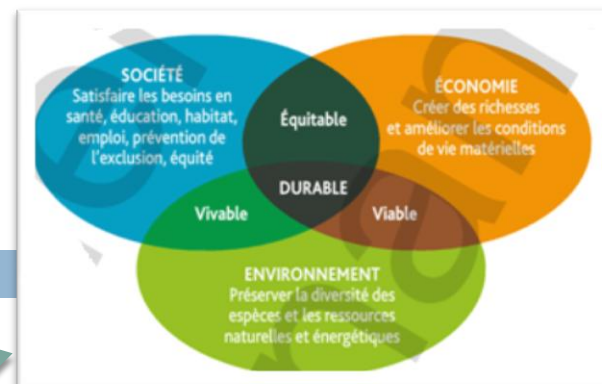 SOCIÉTÉ
Satisfaire les besoins en
santé, éducation, habitat,
emploi, prévention de
l'exclusion, équité
ÉCONOMIE
Créer des richesses
et améliorer les conditions
de vie matérielles
Équitable
DURABLE
Vivable
Viable
ENVIRONNEMENT
Préserver la diversité des
espèces et les ressources
naturelles et énergétiques